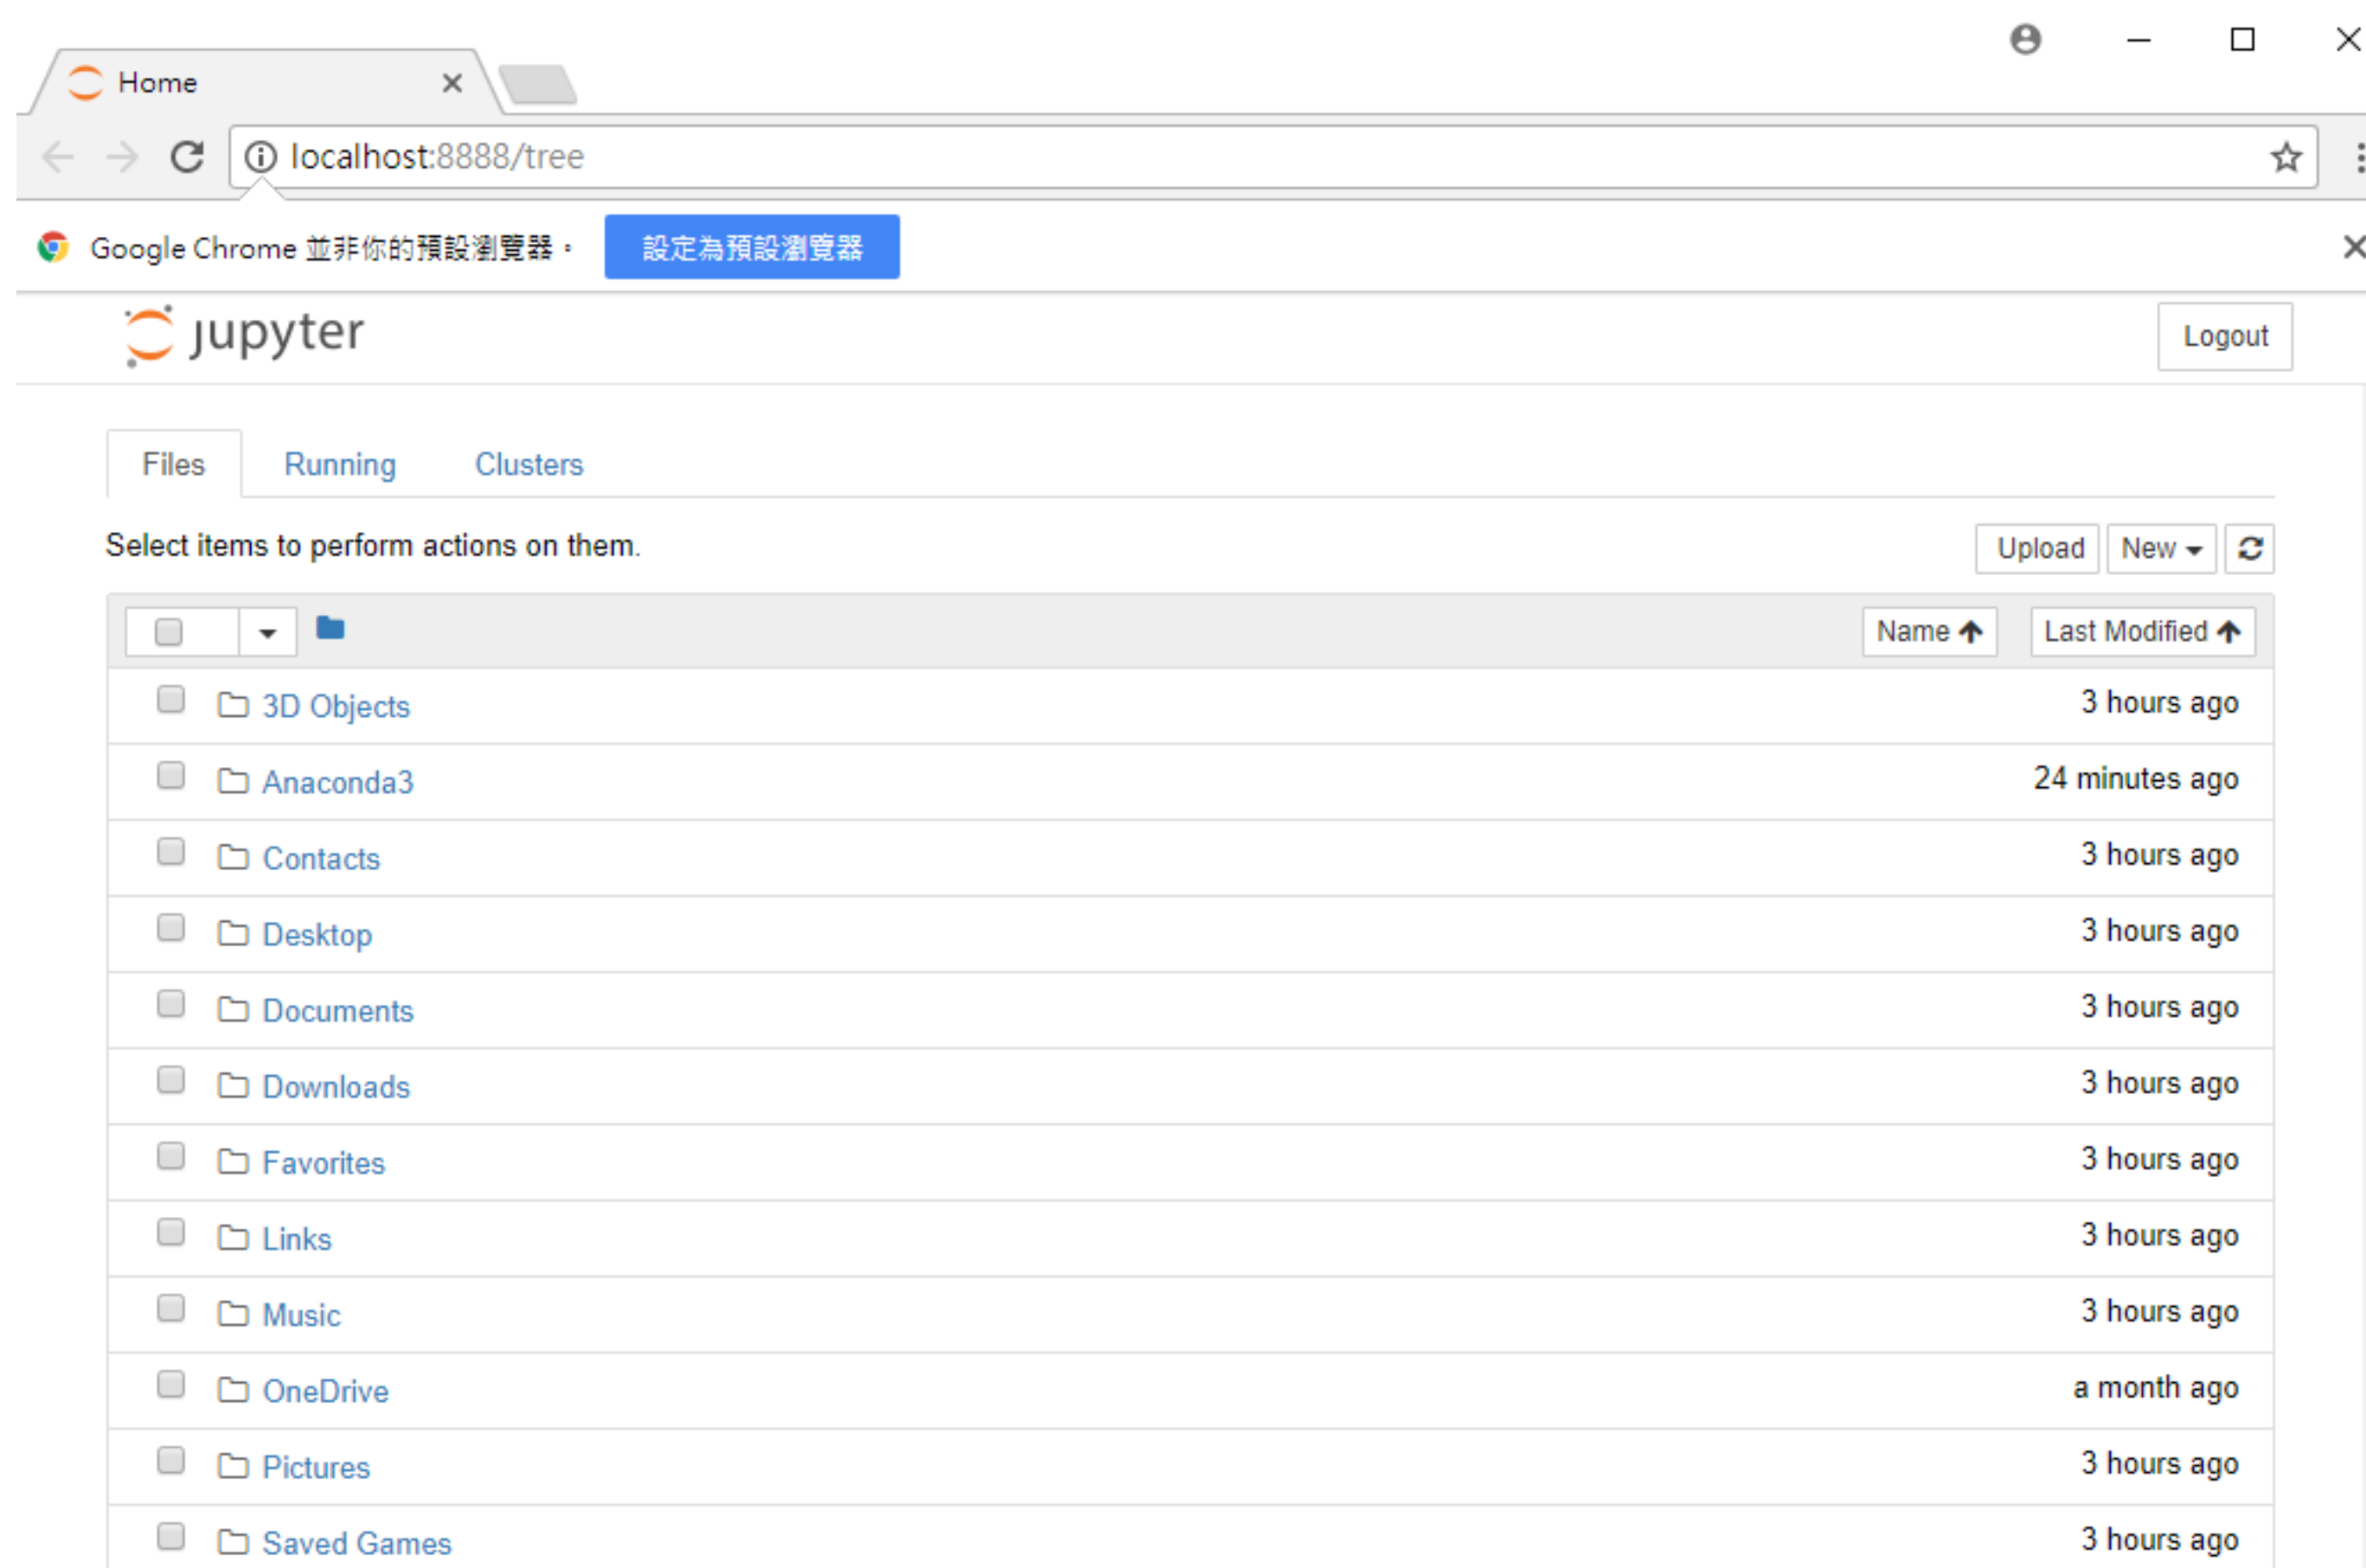 Home
localhost:8888/tree
Google Chrome 並非你的預設瀏覽器。 設定為預設瀏覽器
jupyter Logout
Files Running Clusters
Select items to perform actions on them. Upload New
Name Last Modified
3D Objects 3 hours ago
Anaconda3 24 minutes ago
Contacts 3 hours ago
Desktop 3 hours ago
Documents 3 hours ago
Downloads 3 hours ago
Favorites 3 hours ago
Links 3 hours ago
Music 3 hours ago
OneDrive a month ago
Pictures 3 hours ago
Saved Games 3 hours ago